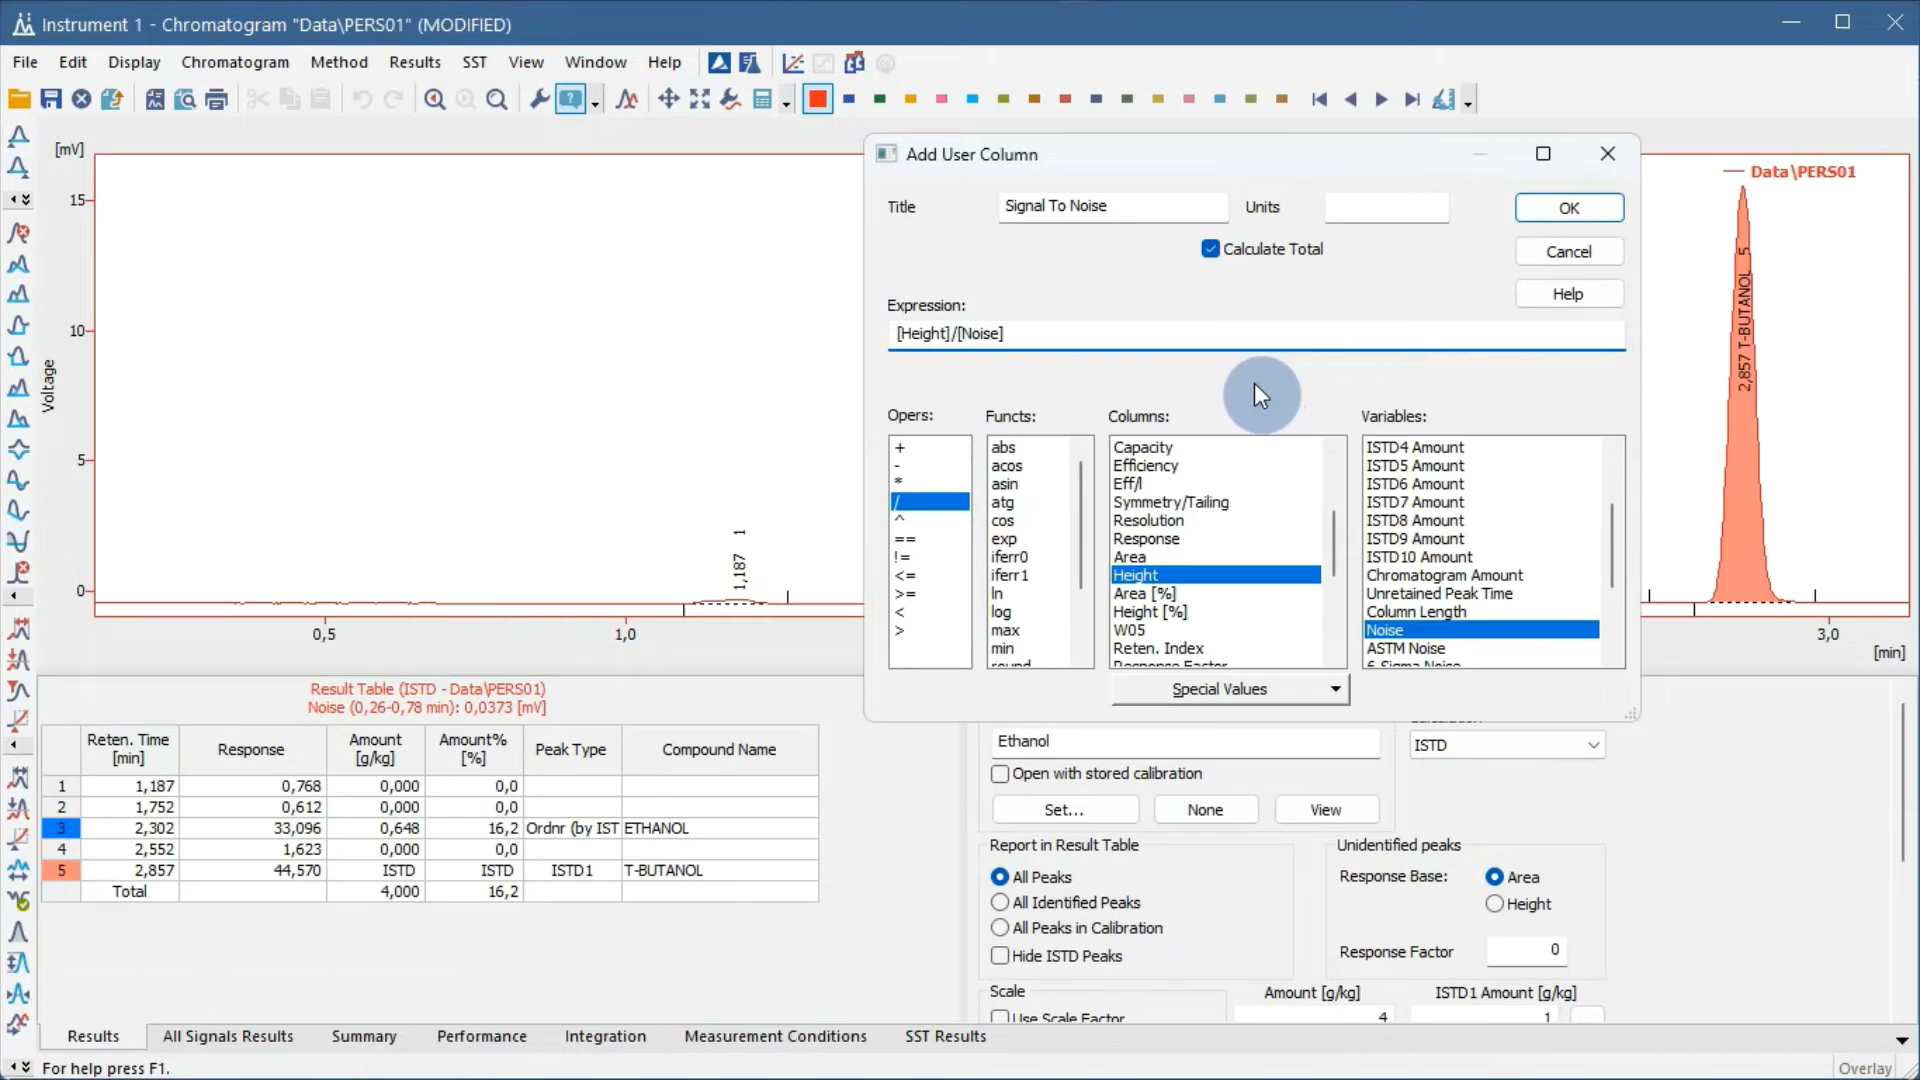 Instrument 1 - Chromatogram "Data\PERS01" (MODIFIED)
File Edit Display Chromatogram Method Results SST View Window Help
[mV]
15
10
5
0
Voltage
1,187 1
0,5
1,0
Data\PERS01
2,857 T-BUTANOL 5
3,0
[min]
Add User Column
Title
Signal To Noise
Units
OK
Calculate Total
Cancel
Help
Expression:
[Height]/[Noise]
Opers:
+
-
*
/
^
==
!=
<=
>=
<
>
Functs:
abs
acos
asin
atg
cos
exp
iferr0
iferr1
ln
log
max
min
round
Columns:
Capacity
Efficiency
Eff/l
Symmetry/Tailing
Resolution
Response
Area
Height
Area [%]
Height [%]
W05
Reten. Index
Response Factor
Special Values
Variables:
ISTD4 Amount
ISTD5 Amount
ISTD6 Amount
ISTD7 Amount
ISTD8 Amount
ISTD9 Amount
ISTD10 Amount
Chromatogram Amount
Unretained Peak Time
Column Length
Noise
ASTM Noise
6-Sigma Noise
Result Table (ISTD - Data\PERS01)
Noise (0,26-0,78 min): 0,0373 [mV]
Reten. Time [min] Response Amount [g/kg] Amount% [%] Peak Type Compound Name
1 1,187 0,768 0,000 0,0
2 1,752 0,612 0,000 0,0
3 2,302 33,096 0,648 16,2 Ordnr (by IST ETHANOL
4 2,552 1,623 0,000 0,0
5 2,857 44,570 ISTD ISTD ISTD1 T-BUTANOL
Total 4,000 16,2
Ethanol
ISTD
Open with stored calibration
Set... None View
Report in Result Table
All Peaks
All Identified Peaks
All Peaks in Calibration
Hide ISTD Peaks
Unidentified peaks
Response Base:
Area
Height
Response Factor
0
Scale
Use Scale Factor
Amount [g/kg]
4
ISTD1 Amount [g/kg]
1
Results All Signals Results Summary Performance Integration Measurement Conditions SST Results
For help press F1.
Overlay